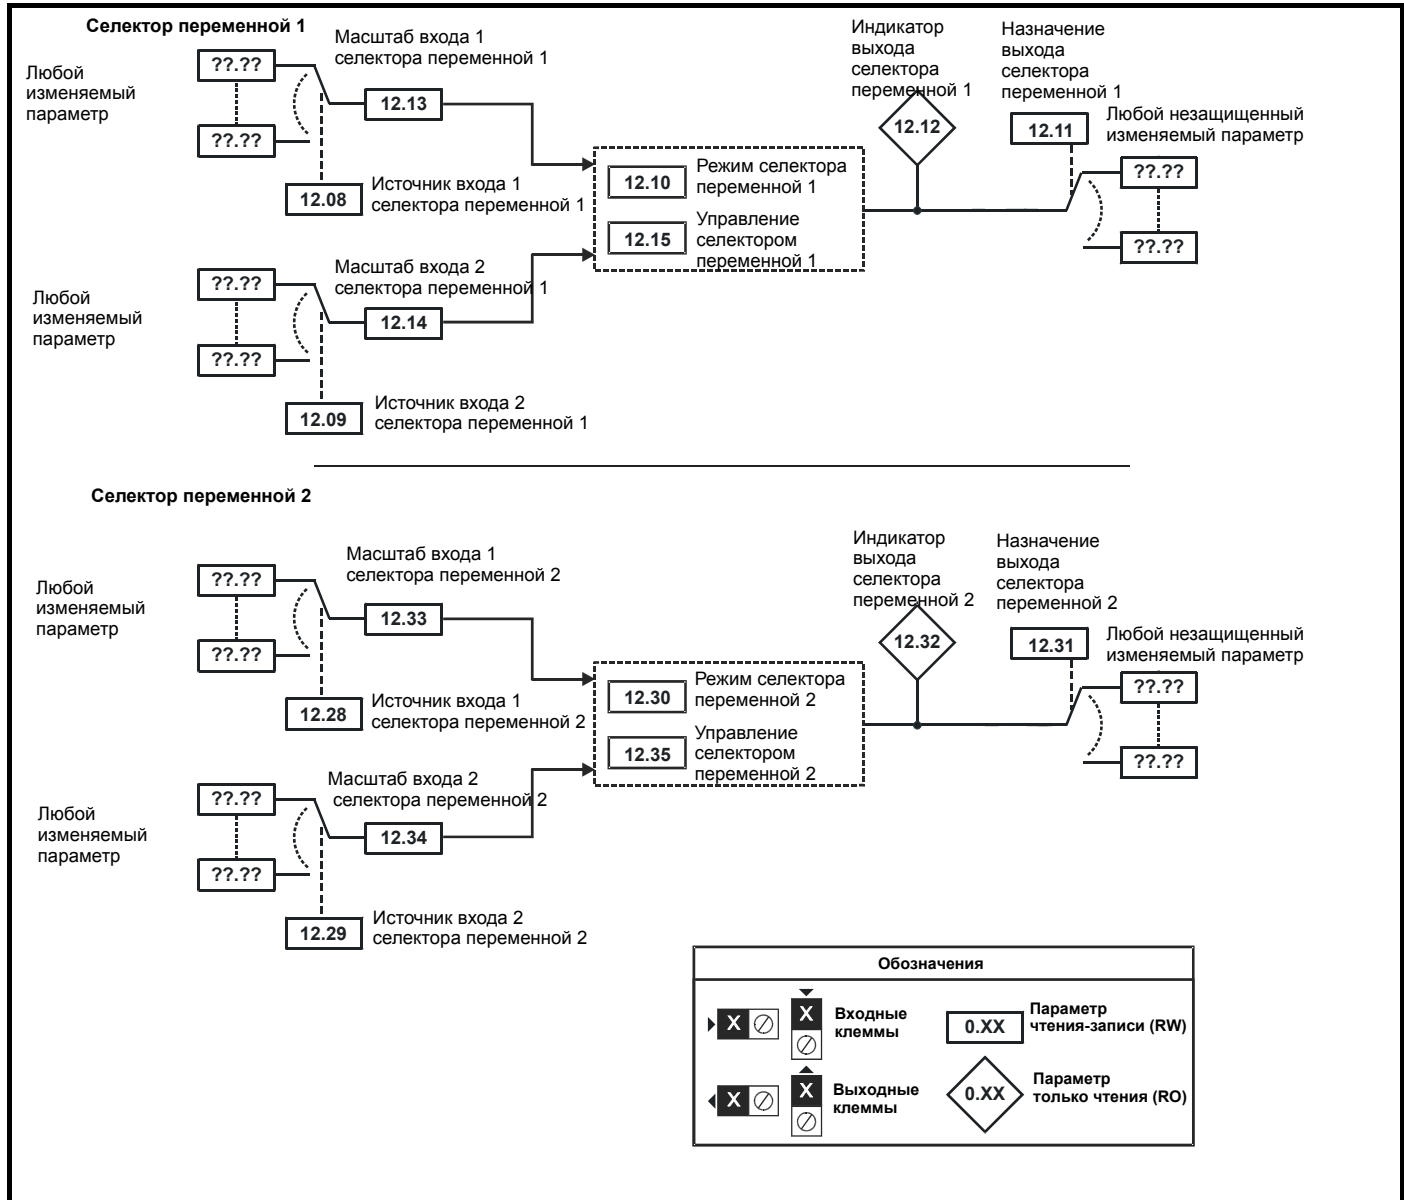 Селектор переменной 1
Любой
изменяемый
параметр
??.??
??.??
Масштаб входа 1
селектора переменной 1
12.13
12.08
Источник входа 1
селектора переменной 1
Любой
изменяемый
параметр
??.??
??.??
Масштаб входа 2
селектора переменной 1
12.14
12.09
Источник входа 2
селектора переменной 1
12.10
Режим селектора
переменной 1
12.15
Управление
селектором
переменной 1
Индикатор
выхода
селектора
переменной 1
12.12
Назначение
выхода
селектора
переменной 1
12.11
Любой незащищенный
изменяемый параметр
??.??
??.??
Селектор переменной 2
Любой
изменяемый
параметр
??.??
??.??
Масштаб входа 1
селектора переменной 2
12.33
12.28
Источник входа 1
селектора переменной 2
Любой
изменяемый
параметр
??.??
??.??
Масштаб входа 2
селектора переменной 2
12.34
12.29
Источник входа 2
селектора переменной 2
12.30
Режим селектора
переменной 2
12.35
Управление
селектором
переменной 2
Индикатор
выхода
селектора
переменной 2
12.32
Назначение
выхода
селектора
переменной 2
12.31
Любой незащищенный
изменяемый параметр
??.??
??.??
Обозначения
X
X
Входные
клеммы
0.XX
Параметр
чтения-записи (RW)
X
X
Выходные
клеммы
0.XX
Параметр
только чтения (RO)